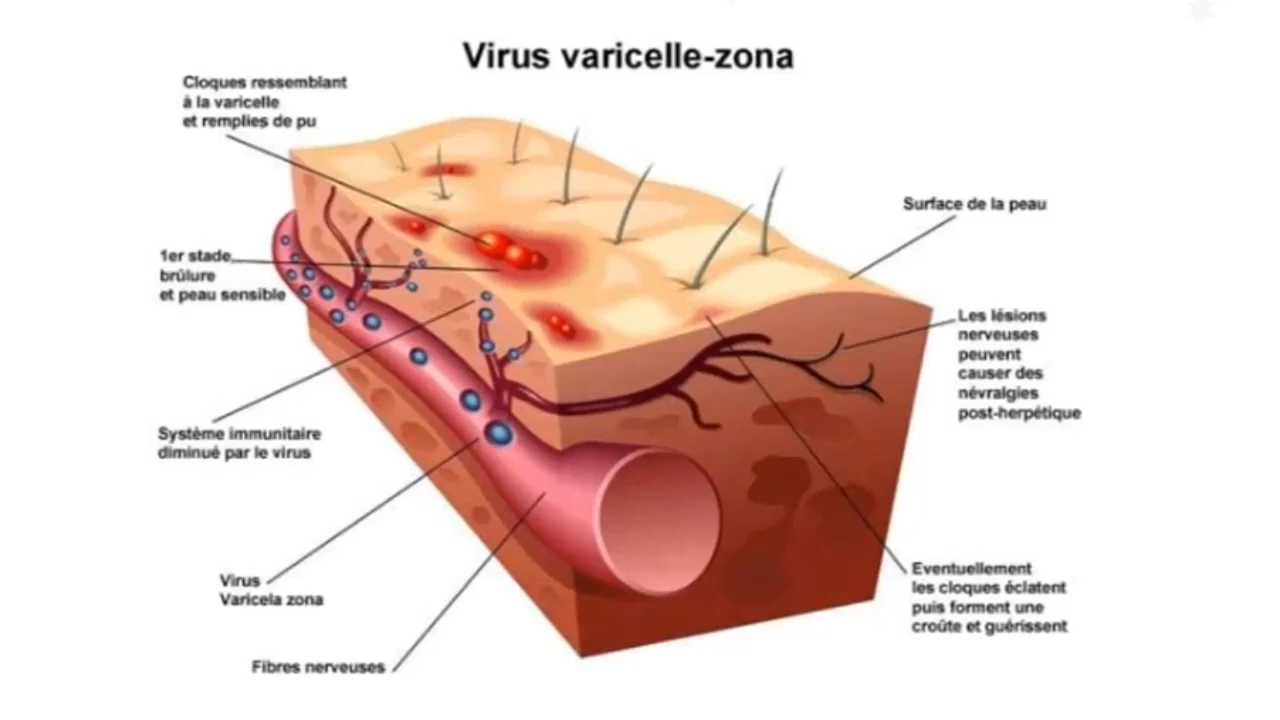 Virus varicelle-zona
Cloques ressemblant
à la varicelle
et remplies de pu
1er stade
brûlure
et peau sensible
Système immunitaire
diminué par le virus
Virus
Varicela zona
Fibres nerveuses
Surface de la peau
Les lésions
nerveuses
peuvent
causer des
névralgies
post-herpétique
Eventuellement
les cloques éclatent
puis forment une
croûte et guérissent